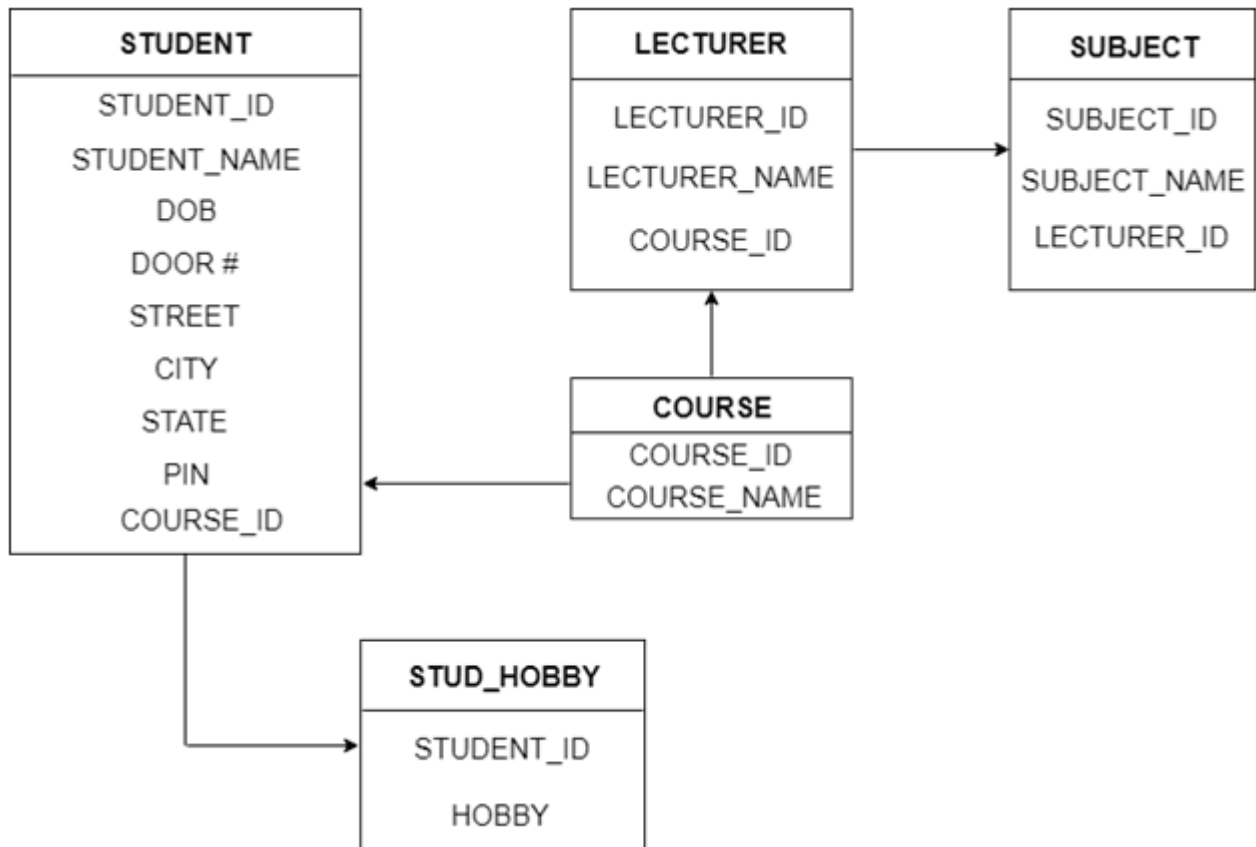 STUDENT
STUDENT_ID
STUDENT_NAME
DOB
DOOR #
STREET
CITY
STATE
PIN
COURSE_ID
LECTURER
LECTURER_ID
LECTURER_NAME
COURSE_ID
SUBJECT
SUBJECT_ID
SUBJECT_NAME
LECTURER_ID
COURSE
COURSE_ID
COURSE_NAME
STUD_HOBBY
STUDENT_ID
HOBBY